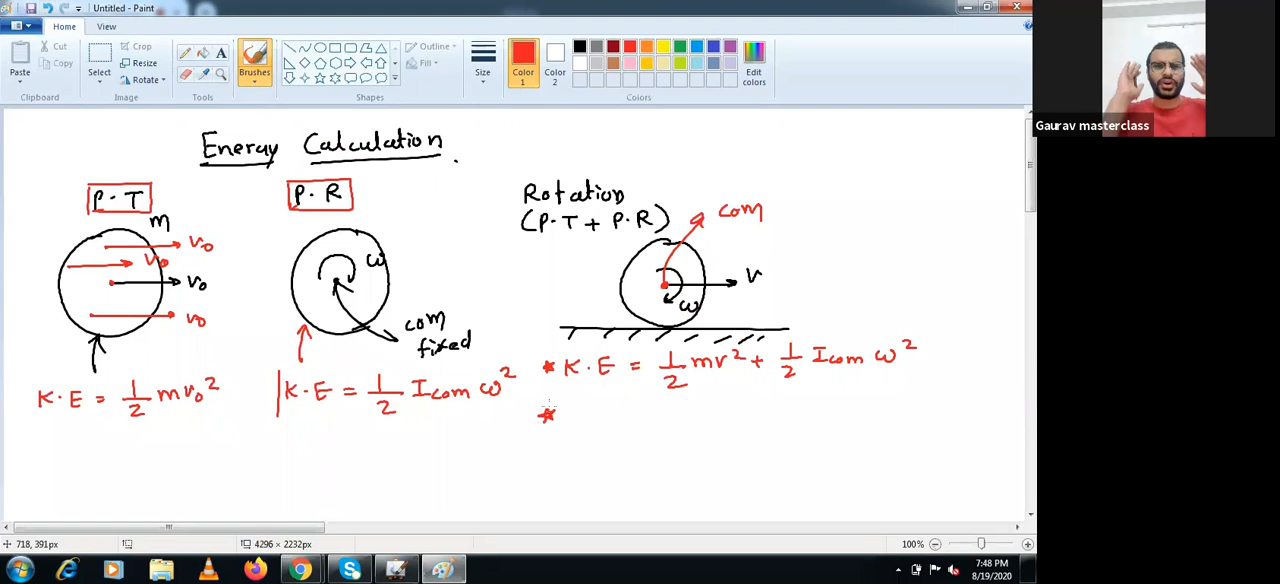 Untitled - Paint
Home
View
Paste
Cut
Copy
Clipboard
Select
Crop
Resize
Rotate
Image
A
Tools
Brushes
Shapes
Outline
Fill
Size
Color 1
Color 2
Edit colors
Colors
Gaurav masterclass
Energy Calculation.
P.T
m
v₀
v₀
v₀
v₀
K.E = 1/2 mv₀²
P.R
ω
com fixed
K.E = 1/2 Icom ω²
Rotation
(P.T + P.R)
com
v
ω
* K.E = 1/2 mv² + 1/2 Icom ω²
*
718, 391px
4296 × 2232px
100%
7:48 PM
8/19/2020